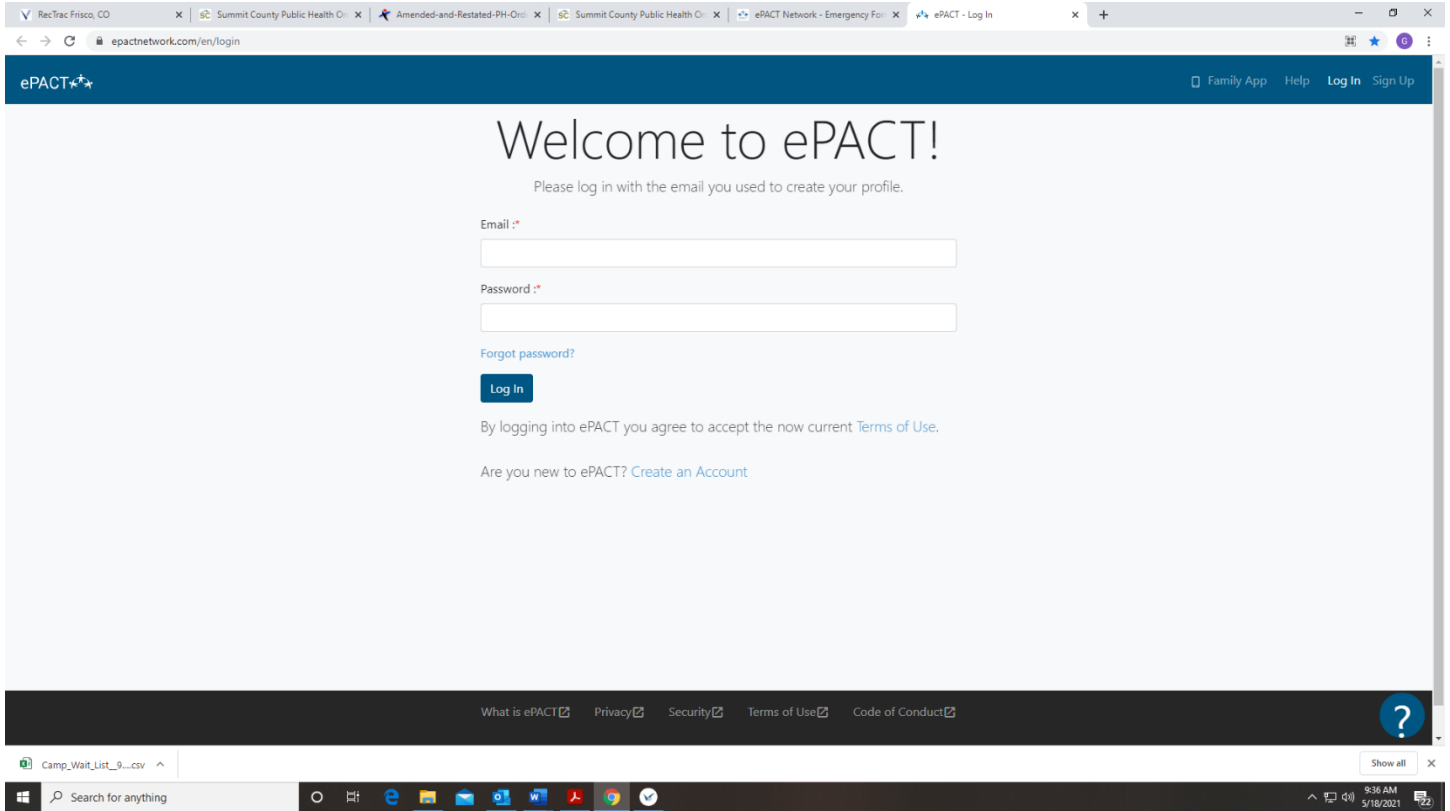 RecTrac Frisco, CO
Summit County Public Health O
Amended-and-Restated-PH-Ord
Summit County Public Health O
ePACT Network - Emergency For
ePACT - Log In
epactnetwork.com/en/login
G
ePACT
Family App Help Log In Sign Up
Welcome to ePACT!
Please log in with the email you used to create your profile.
Email :*
Password :*
Forgot password?
Log In
By logging into ePACT you agree to accept the now current Terms of Use.
Are you new to ePACT? Create an Account
What is ePACT Privacy Security Terms of Use Code of Conduct
?
Camp_Wait_List__9....csv
Show all
Search for anything
9:36 AM
5/18/2021
22